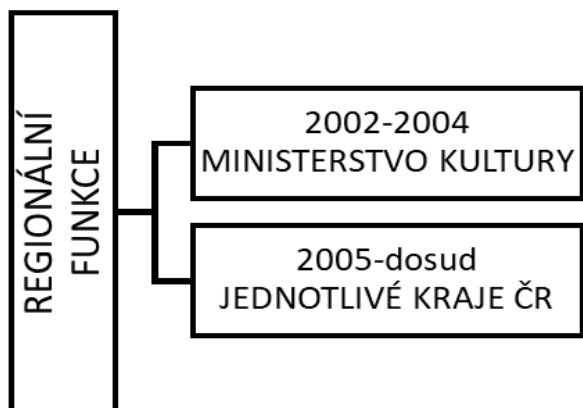 REGIONÁLNÍ
FUNKCE
2002-2004
MINISTERSTVO KULTURY
2005-dosud
JEDNOTLIVÉ KRAJE ČR